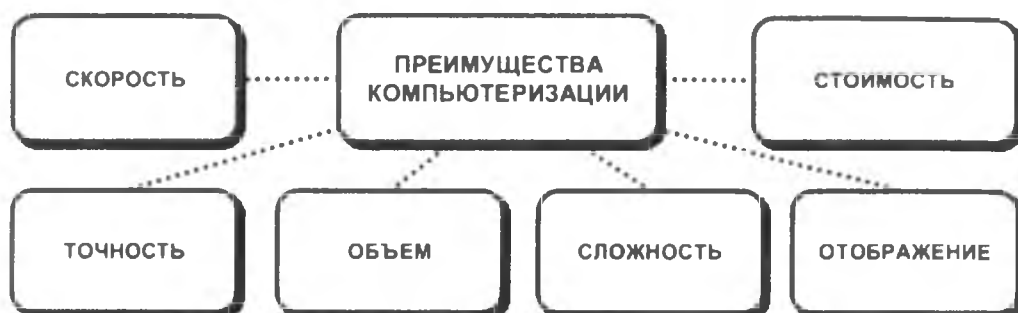 СКОРОСТЬ
ПРЕИМУЩЕСТВА
КОМПЬЮТЕРИЗАЦИИ
СТОИМОСТЬ
ТОЧНОСТЬ
ОБЪЕМ
СЛОЖНОСТЬ
ОТОБРАЖЕНИЕ